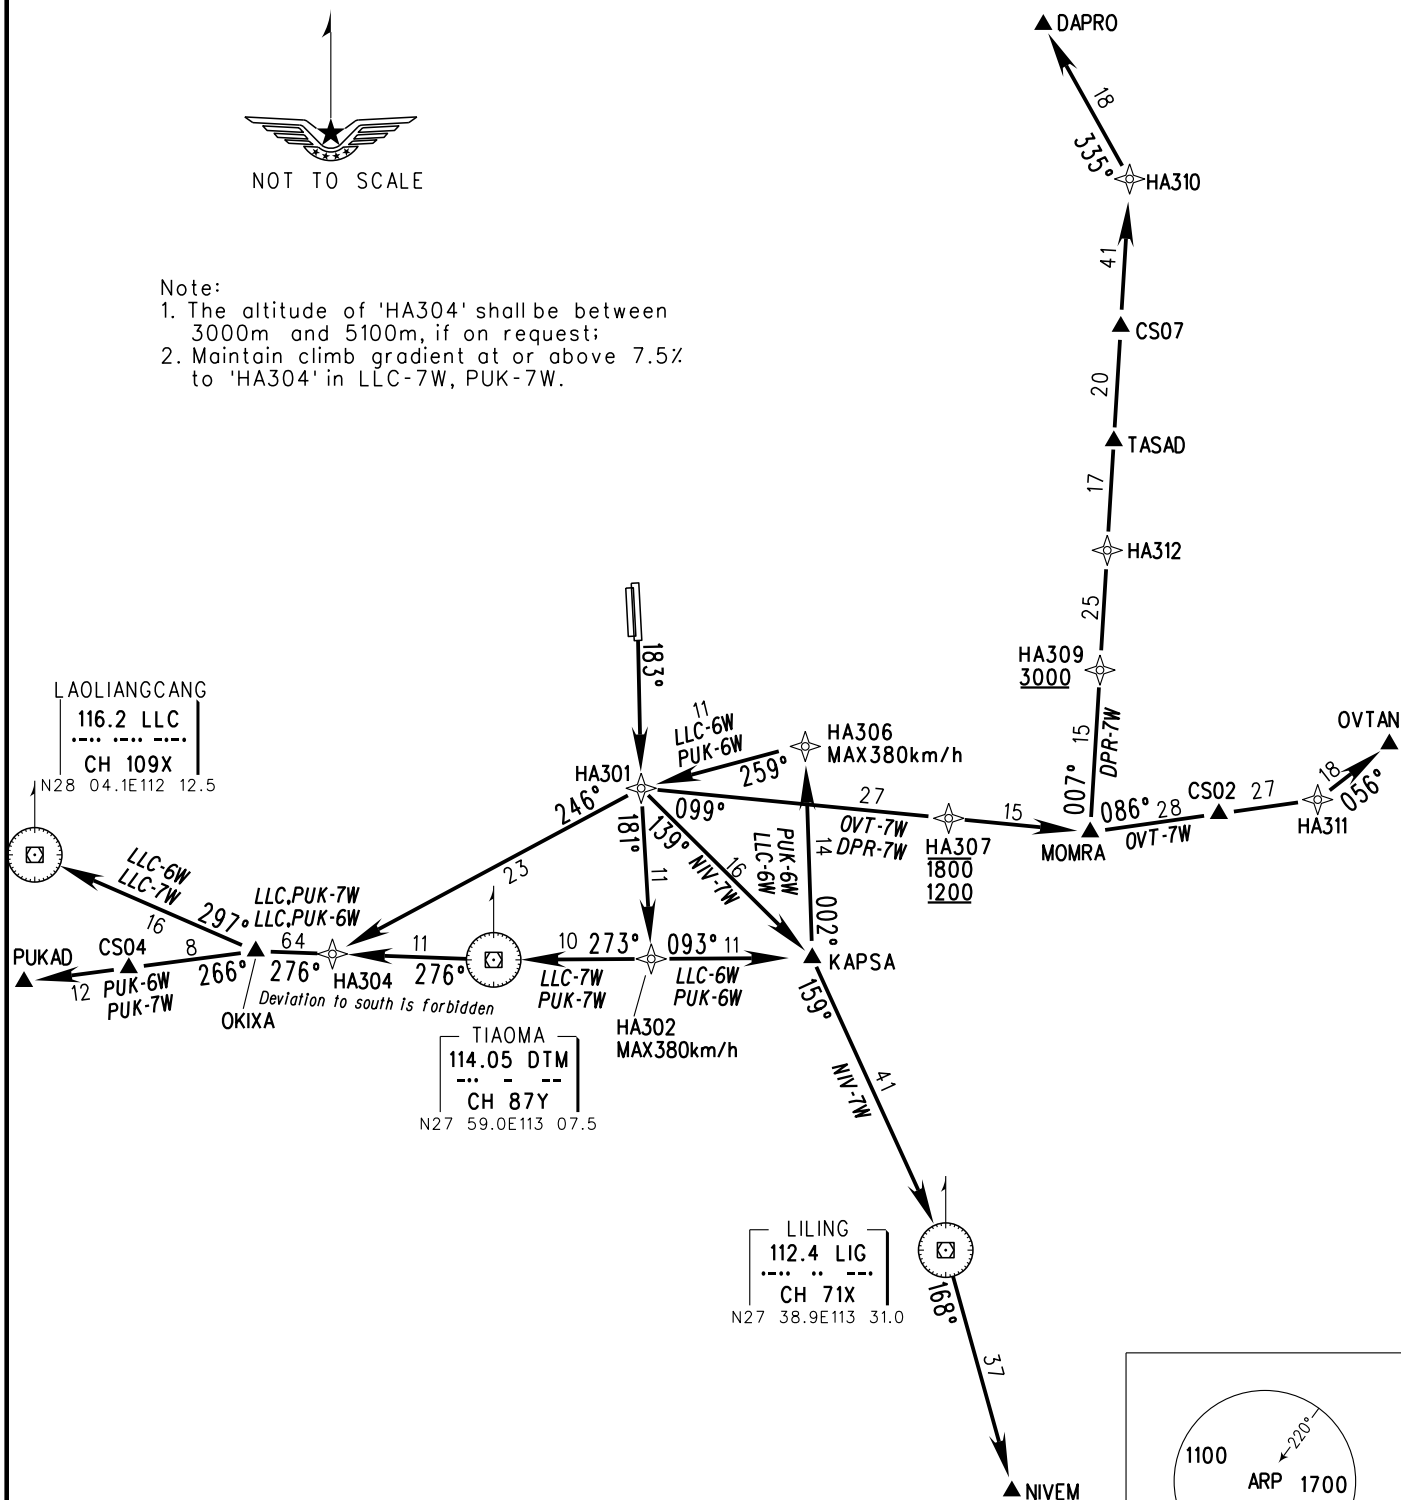 DAPRO
18
335°
HA310
NOT TO SCALE
41
Note:
1. The altitude of 'HA304' shall be between
3000m and 5100m, if on request;
2. Maintain climb gradient at or above 7.5%
to 'HA304' in LLC-7W, PUK-7W.
CS07
20
TASAD
17
HA312
25
183°
HA309
3000
LAOLIANGCANG
116.2 LLC
CH 109X
N28 04.1E112 12.5
11
LLC-6W
PUK-6W
259°
HA306
MAX380km/h
15
DPR-7W
007°
OVTAN
18
056°
HA301
246°
181°
139°
099°
27
OVT-7W
DPR-7W
HA307
1800
1200
15
MOMRA
086°
28
OVT-7W
CS02
27
HA311
23
11
NIV-7W
16
PUK-6W
LLC-6W
14
002°
LLC-6W
LLC-7W
16
297°
LLC,PUK-7W
LLC,PUK-6W
64
276°
HA304
11
276°
10
273°
LLC-7W
PUK-7W
093°
11
LLC-6W
PUK-6W
KAPSA
PUKAD
12
CS04
8
PUK-6W
PUK-7W
266°
OKIXA
Deviation to south is forbidden
HA302
MAX380km/h
TIAOMA
114.05 DTM
CH 87Y
N27 59.0E113 07.5
159°
NIV-7W
41
LILING
112.4 LIG
CH 71X
N27 38.9E113 31.0
168°
37
NIVEM
220°
1100
ARP
1700